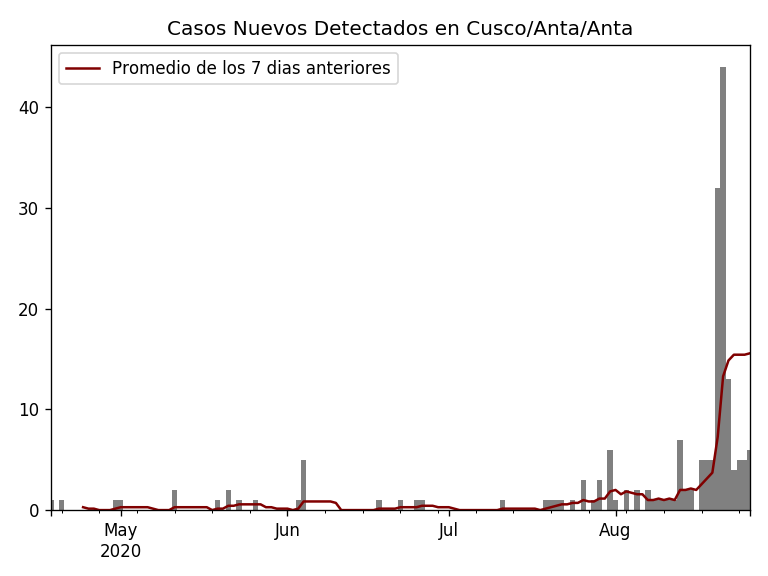 Casos Nuevos Detectados en Cusco/Anta/Anta
Promedio de los 7 dias anteriores
40
30
20
10
0
May
2020
Jun
Jul
Aug